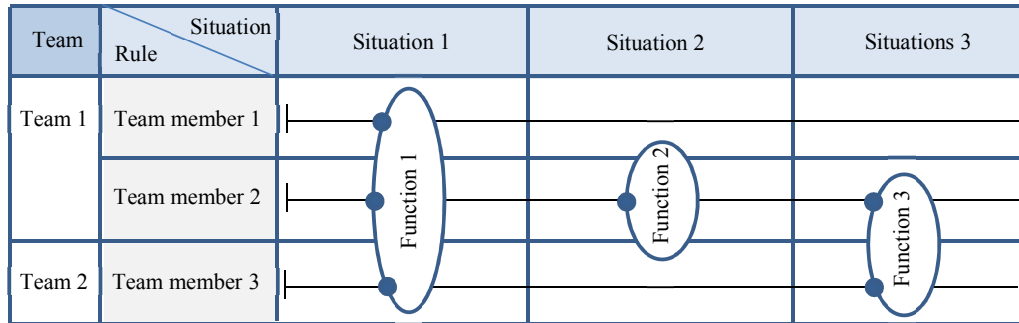 Team
Situation
Rule
Situation 1
Situation 2
Situations 3
Team 1
Team member 1
Function 1
Function 2
Team member 2
Function 3
Team 2
Team member 3